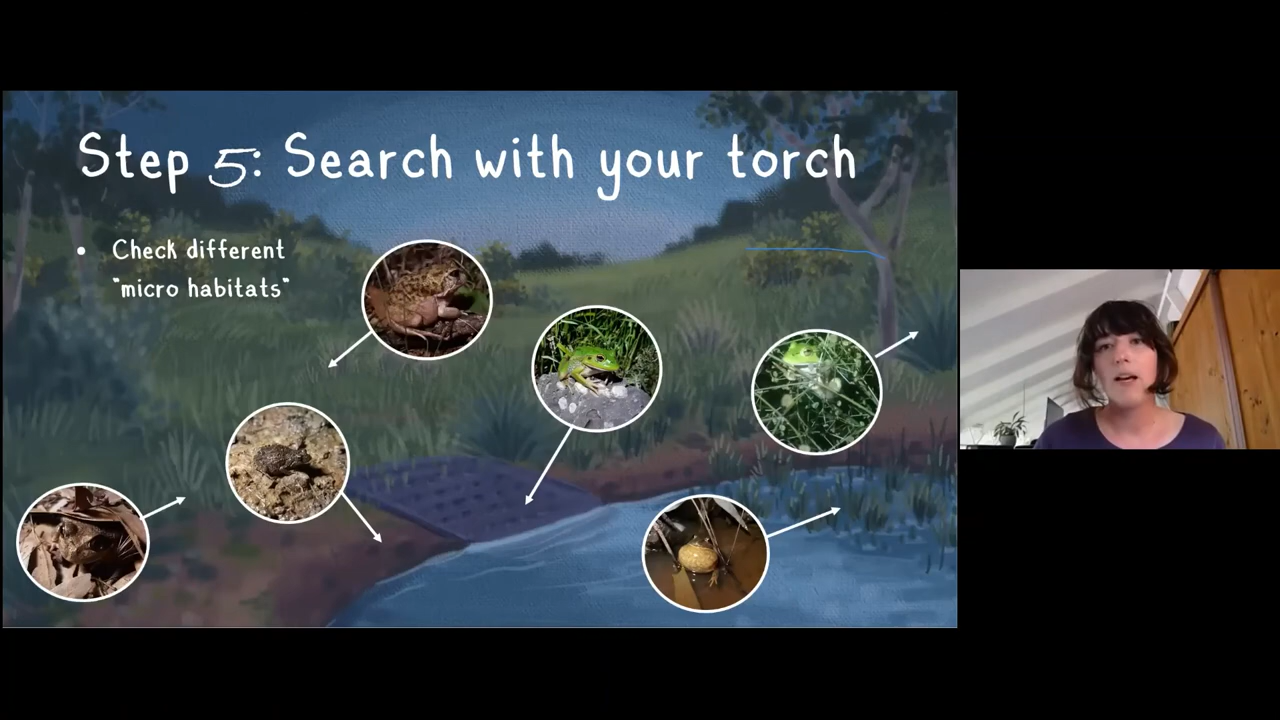 Step 5: Search with your torch
• Check different
"micro habitats"